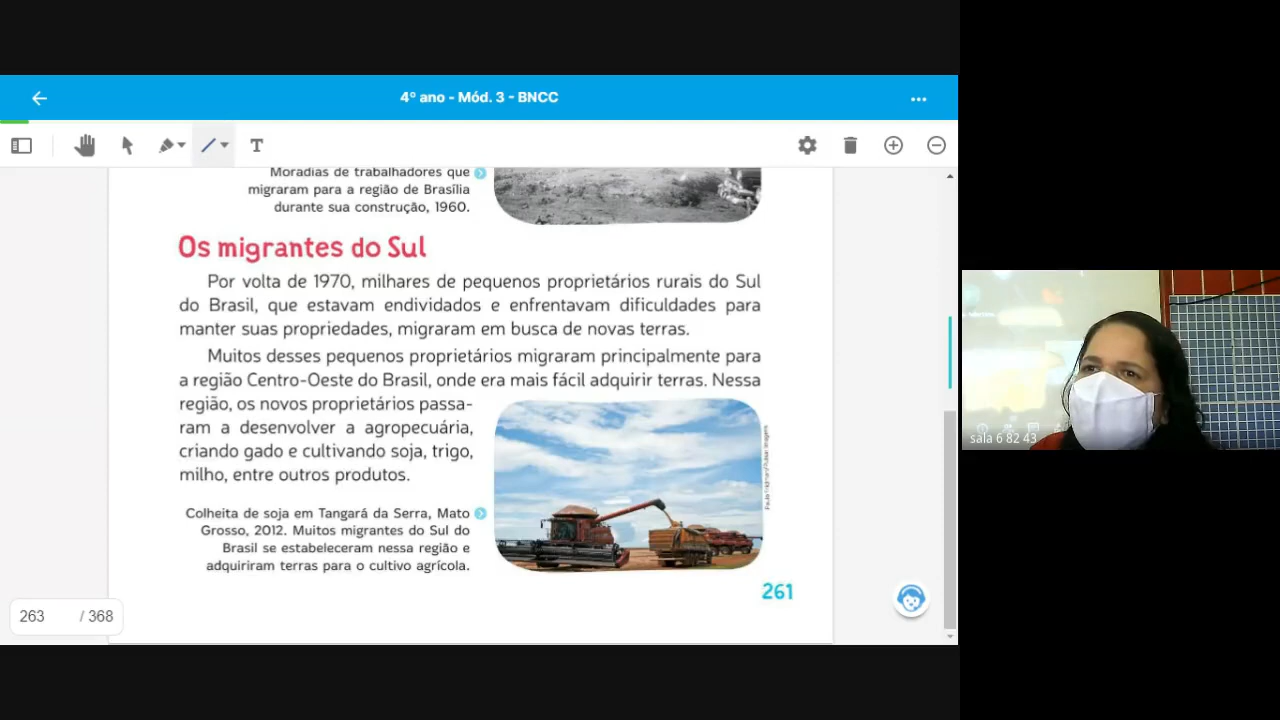 4º ano - Mód. 3 - BNCC
T
Moradias de trabalhadores que
migraram para a região de Brasília
durante sua construção, 1960.
Os migrantes do Sul
Por volta de 1970, milhares de pequenos proprietários rurais do Sul
do Brasil, que estavam endividados e enfrentavam dificuldades para
manter suas propriedades, migraram em busca de novas terras.
Muitos desses pequenos proprietários migraram principalmente para
a região Centro-Oeste do Brasil, onde era mais fácil adquirir terras. Nessa
região, os novos proprietários passa-
ram a desenvolver a agropecuária,
criando gado e cultivando soja, trigo,
milho, entre outros produtos.
Colheita de soja em Tangará da Serra, Mato
Grosso, 2012. Muitos migrantes do Sul do
Brasil se estabeleceram nessa região e
adquiriram terras para o cultivo agrícola.
261
263 / 368
sala 6 82 43